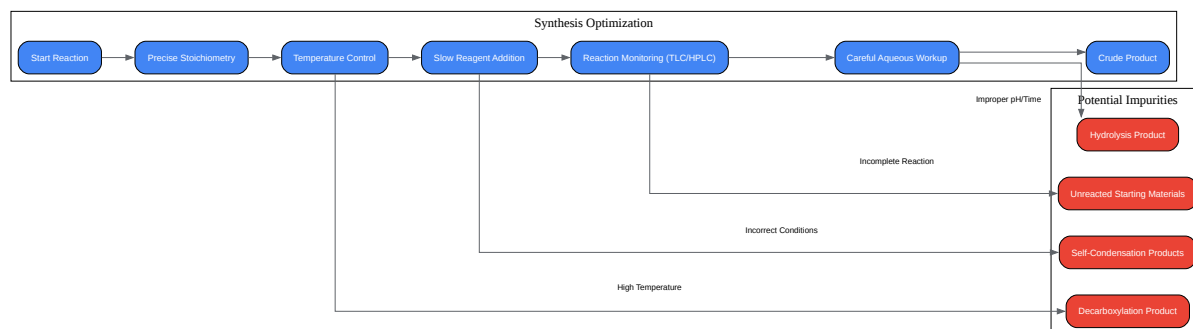 Synthesis Optimization
Start Reaction
Precise Stoichiometry
Temperature Control
Slow Reagent Addition
Reaction Monitoring (TLC/HPLC)
Careful Aqueous Workup
Crude Product
Improper pH/Time
Potential Impurities
Hydrolysis Product
Incomplete Reaction
Unreacted Starting Materials
Incorrect Conditions
Self-Condensation Products
High Temperature
Decarboxylation Product